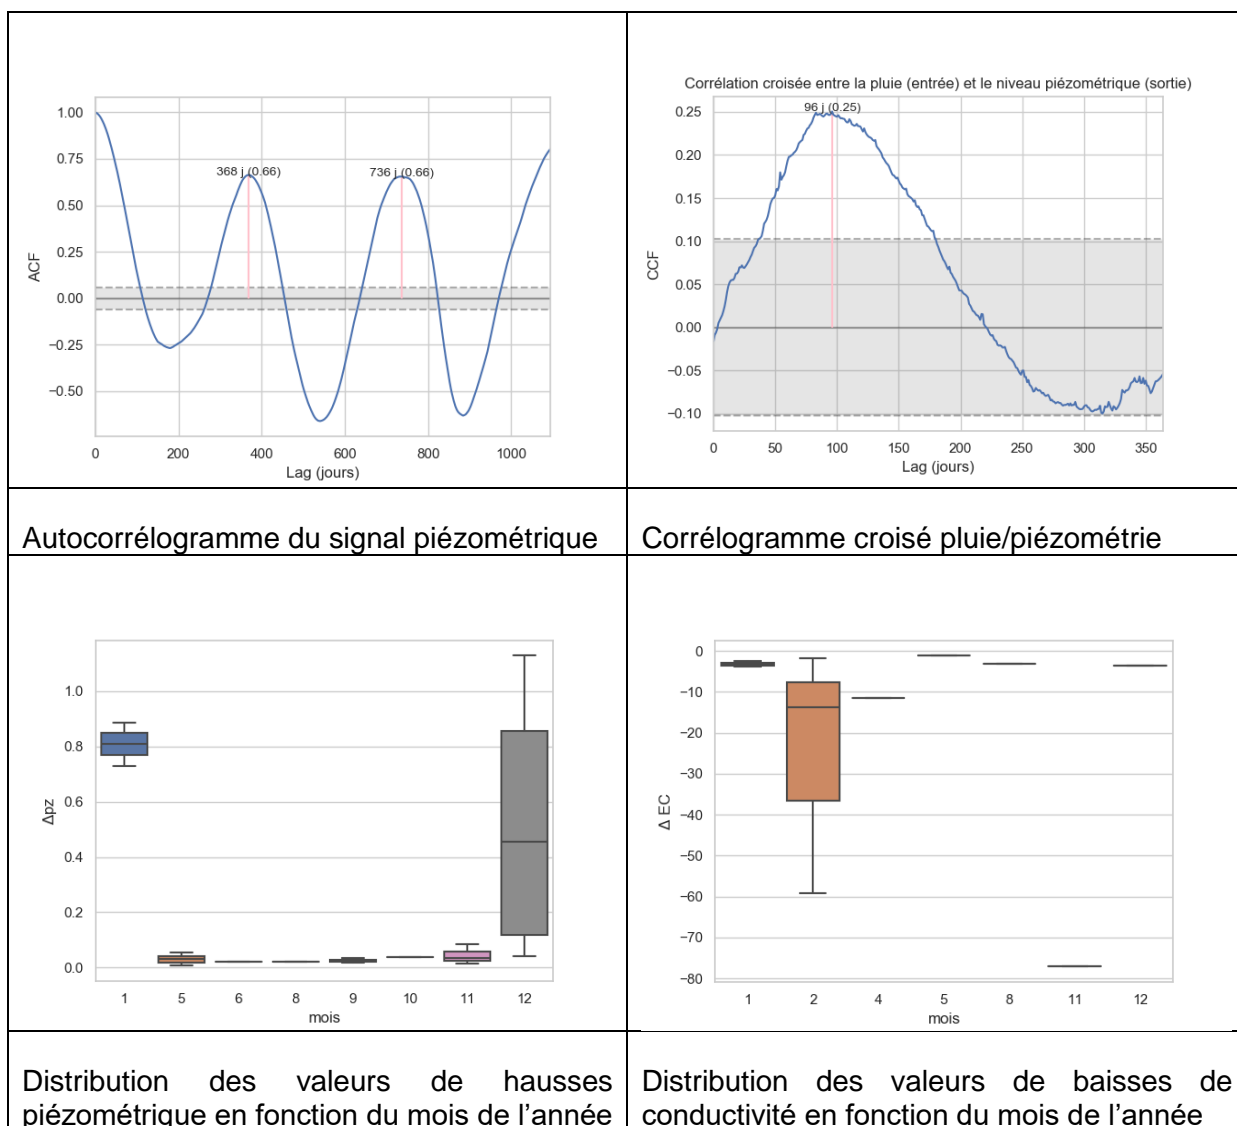 1.00
0.75
0.50
0.25
0.00
−0.25
−0.50
ACF
368 j (0.66)
736 j (0.66)
0 200 400 600 800 1000
Lag (jours)
Corrélation croisée entre la pluie (entrée) et le niveau piézométrique (sortie)
0.25
0.20
0.15
0.10
0.05
0.00
−0.05
−0.10
CCF
96 j (0.25)
0 50 100 150 200 250 300 350
Lag (jours)
Autocorrélogramme du signal piézométrique
Corrélogramme croisé pluie/piézométrie
1.0
0.8
0.6
0.4
0.2
0.0
Δpz
1 5 6 8 9 10 11 12
mois
0
−10
−20
−30
−40
−50
−60
−70
−80
Δ EC
1 2 4 5 8 11 12
mois
Distribution des valeurs de hausses
piézométrique en fonction du mois de l’année
Distribution des valeurs de baisses de
conductivité en fonction du mois de l’année